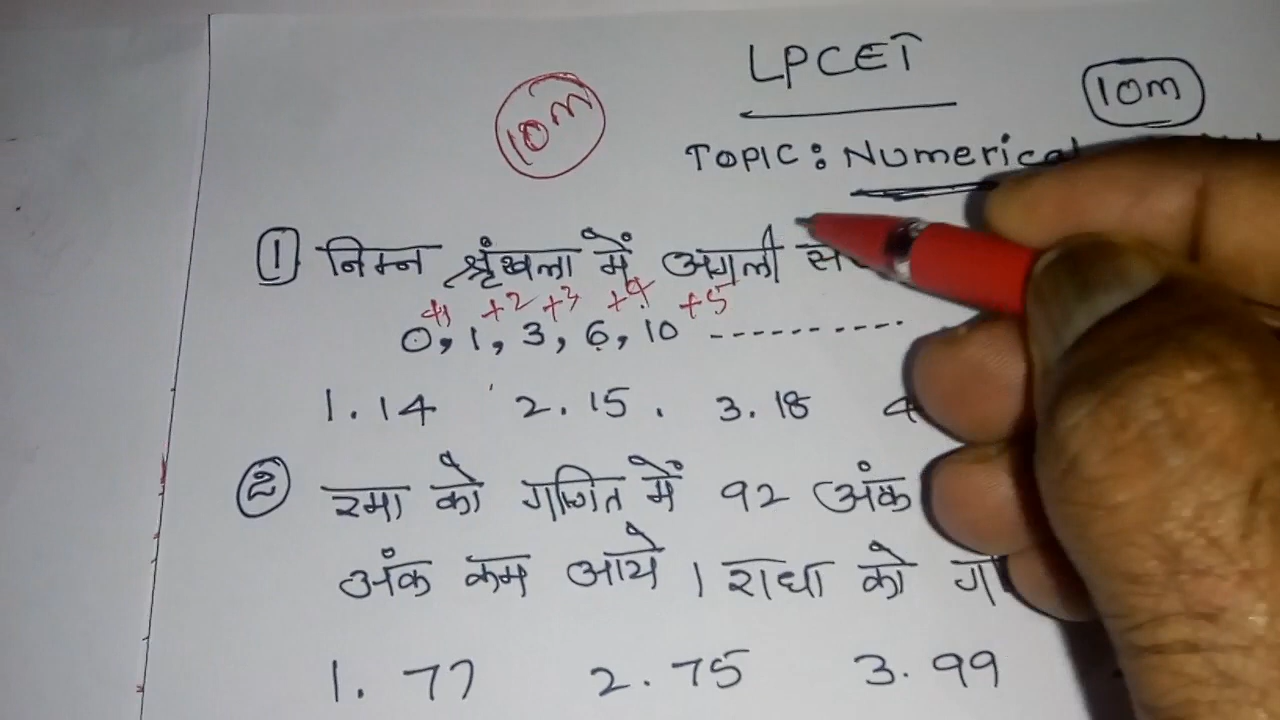 LPCET
10m
10m
TOPIC: Numerical
① निम्न श्रृंखला में अगली
+1 +2 +3 +4 +5
0, 1, 3, 6, 10 ----------
1. 14 2. 15. 3. 18 4
② रमा को गणित में 92 अंक
अंक कम आये । राधा को
1. 77 2. 75 3. 99